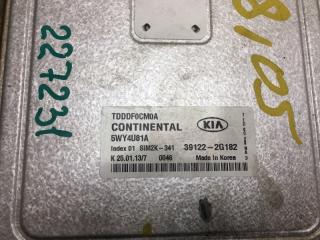 8105
227231
TDDDF0CM0A
CONTINENTAL
KIA
5WY4U81A
Index 01 SIM2K-341
39122-2G182
K 25.01.13/7 0046
Made in Korea